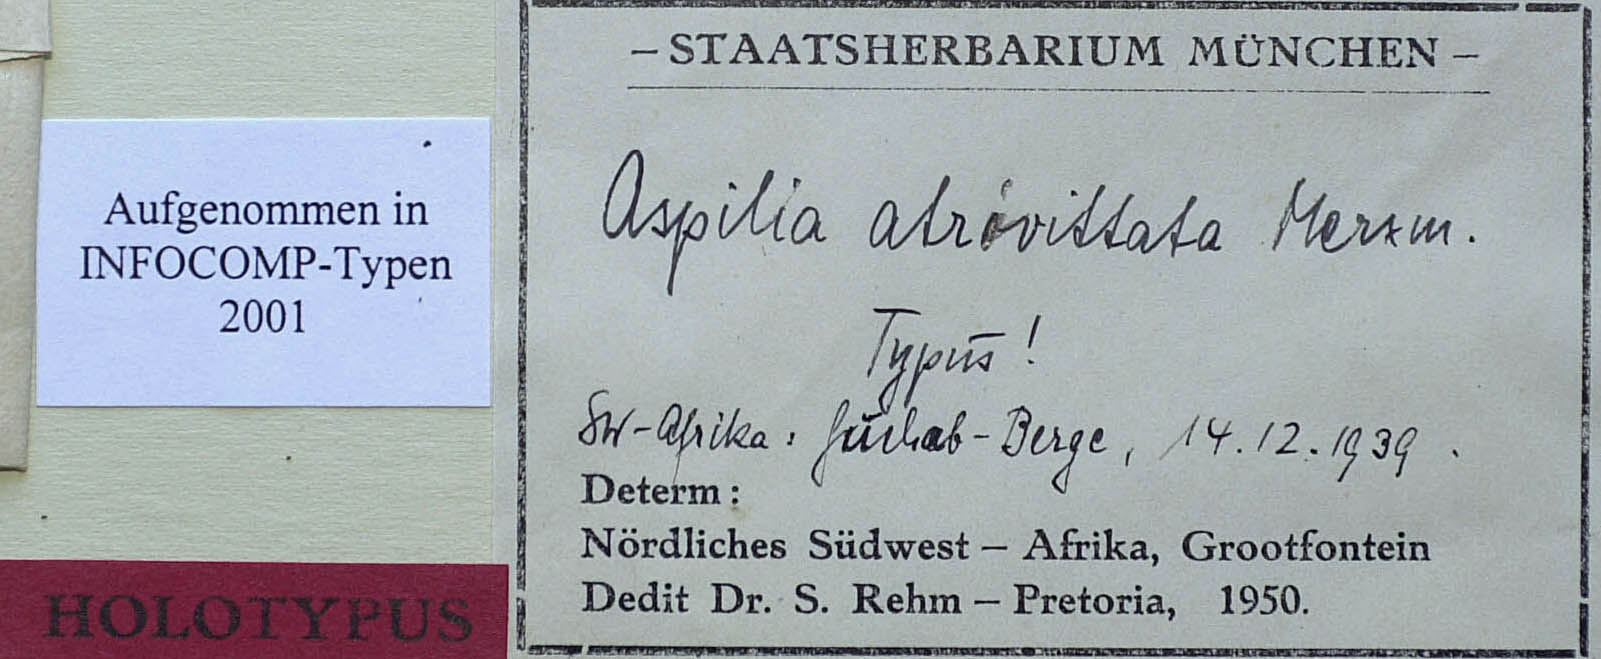 Aufgenommen in
INFOCOMP-Typen
2001
HOLOTYPUS
– STAATSHERBARIUM MÜNCHEN –
Aspilia atrovittata Merxm.
Typus!
SW-Afrika: Guchab-Berge, 14.12.1939.
Determ:
Nördliches Südwest – Afrika, Grootfontein
Dedit Dr. S. Rehm – Pretoria, 1950.